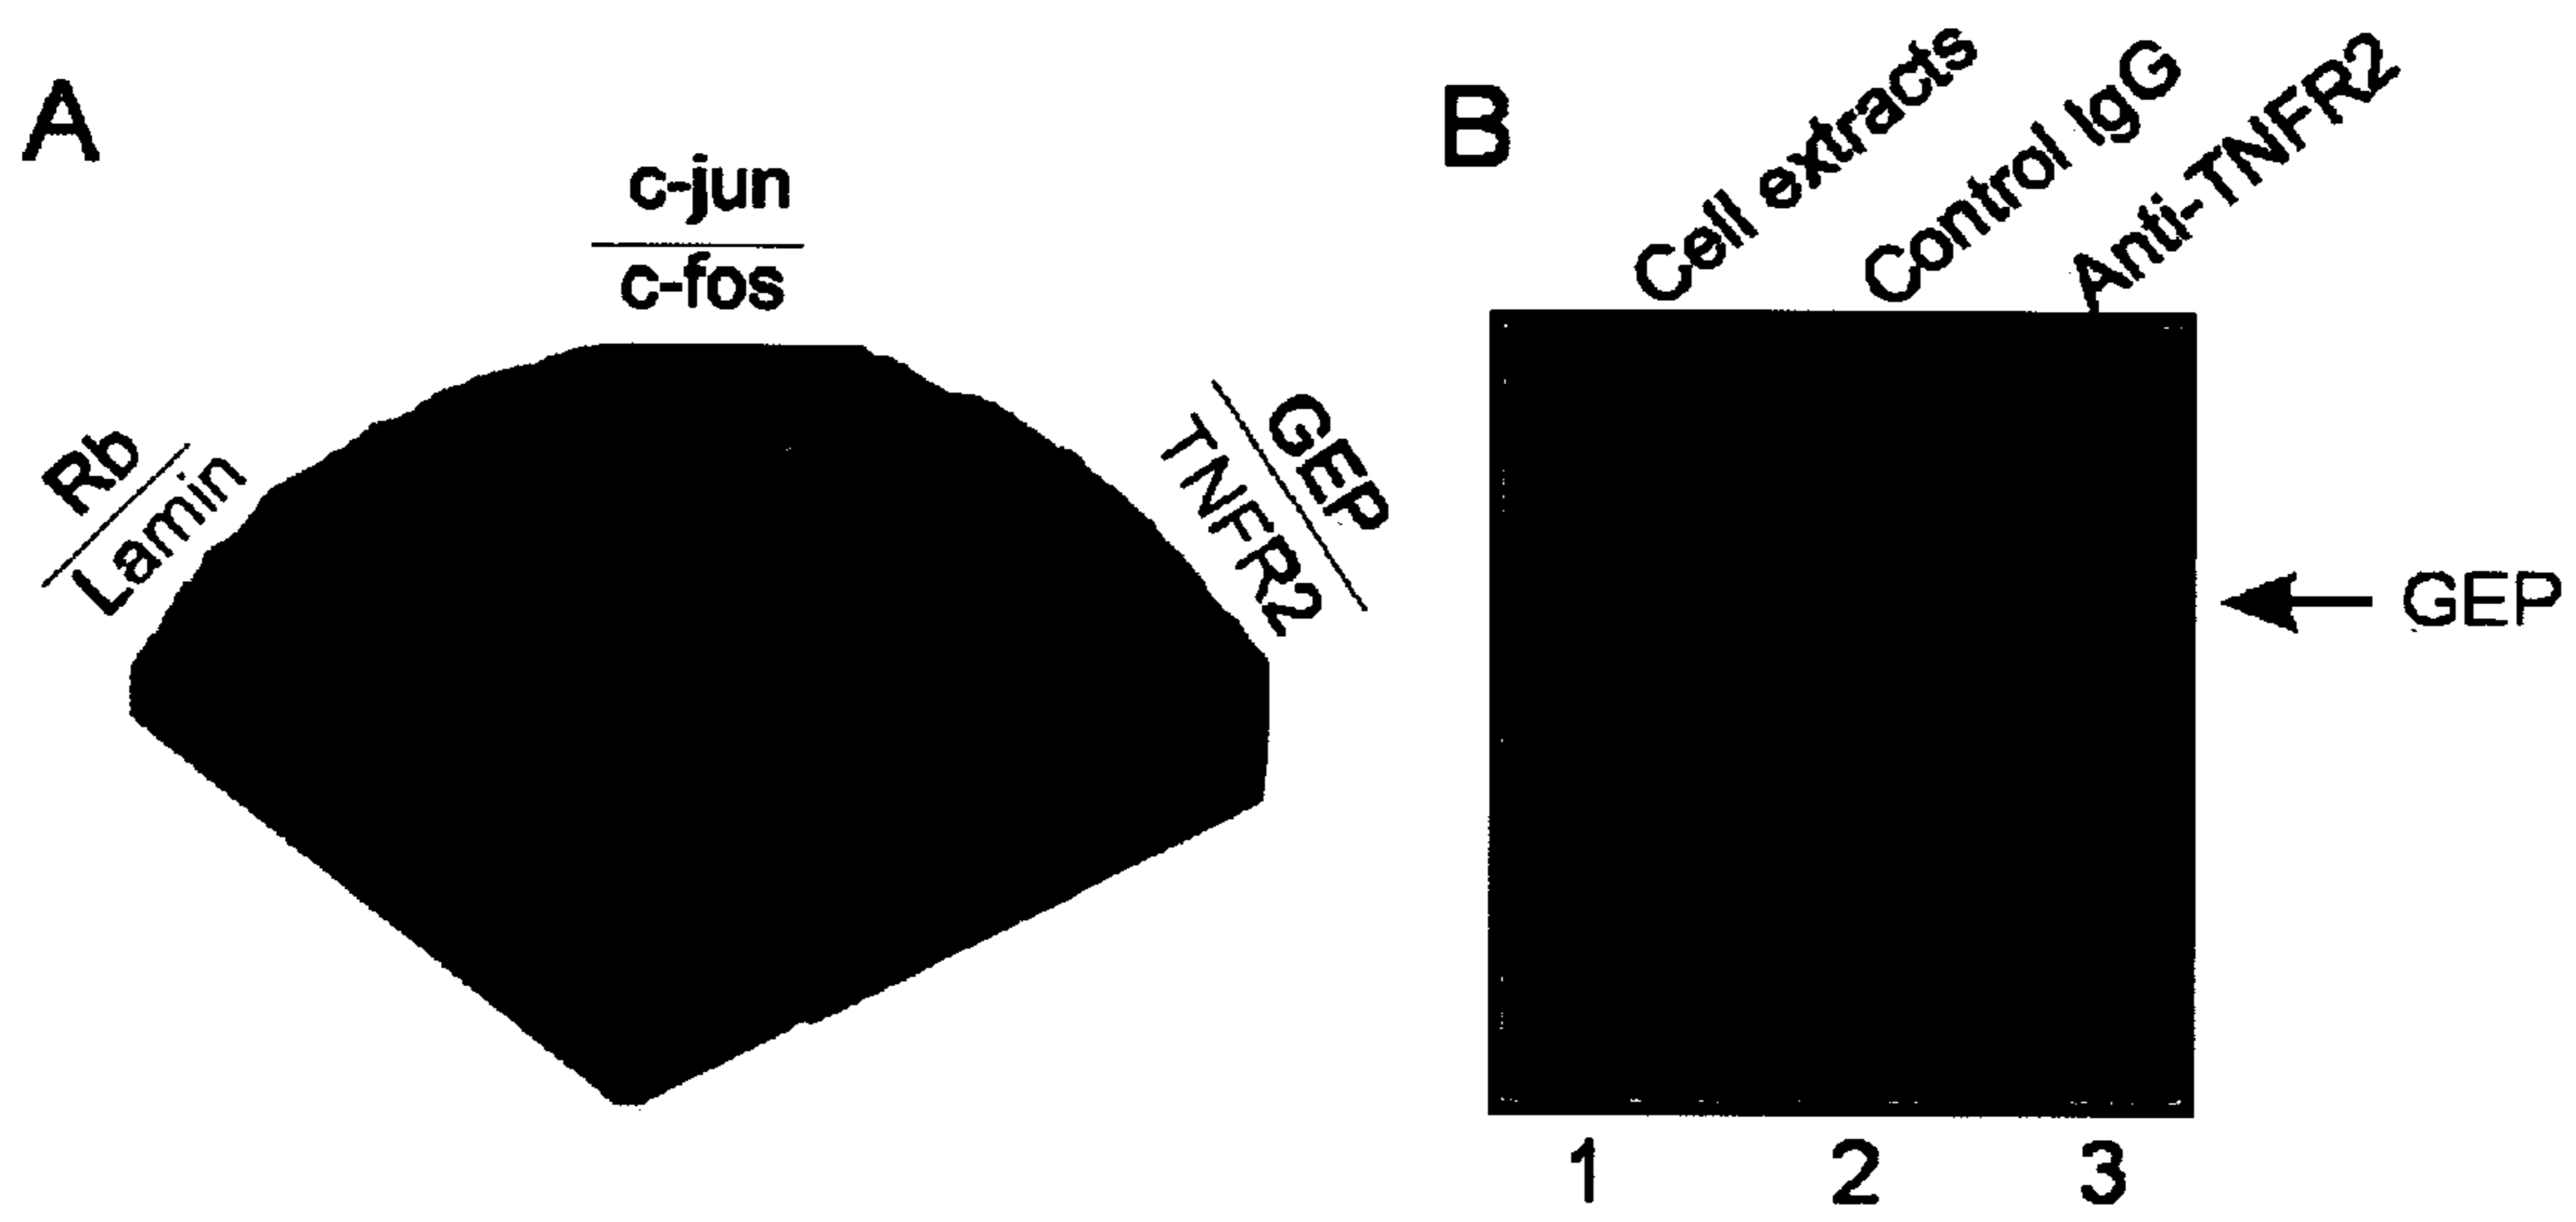 A
c-jun
c-fos
Rb
Lamin
GEP
TNFR2
B
Cell extracts
Control IgG
Anti-TNFR2
GEP
1 2 3